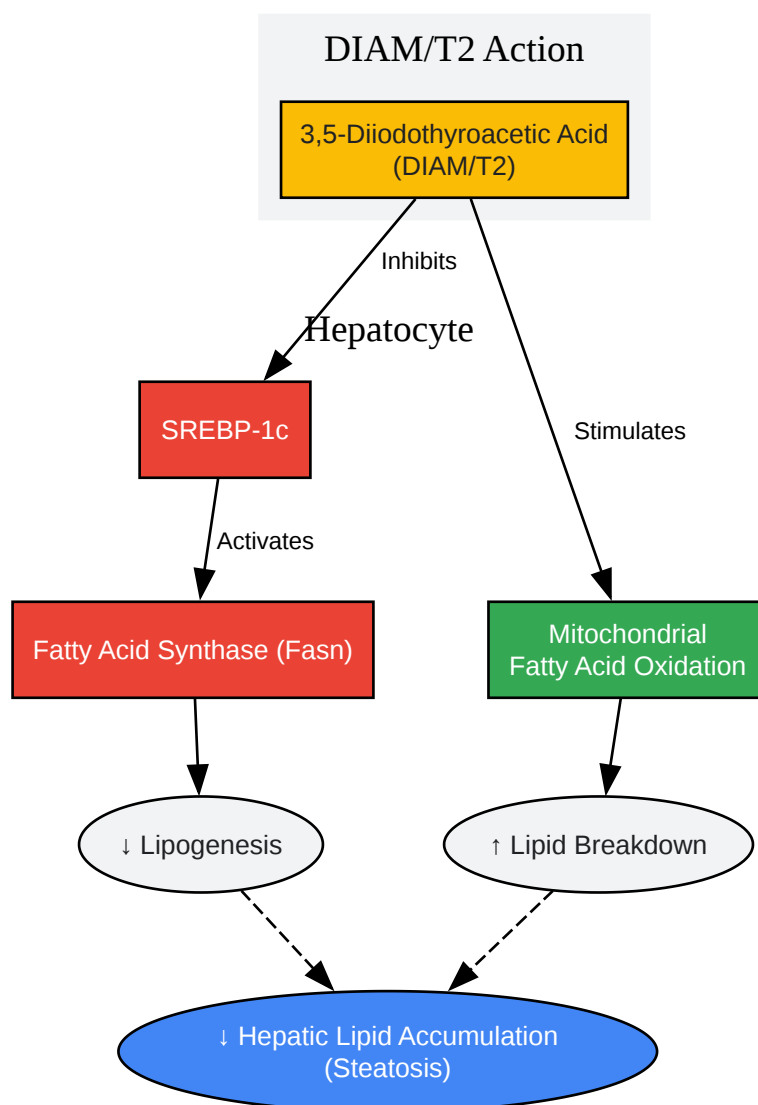 DIAM/T2 Action
3,5-Diiodothyroacetic Acid
(DIAM/T2)
Inhibits
Hepatocyte
SREBP-1c
Stimulates
Activates
Fatty Acid Synthase (Fasn)
Mitochondrial
Fatty Acid Oxidation
↓ Lipogenesis
↑ Lipid Breakdown
↓ Hepatic Lipid Accumulation
(Steatosis)